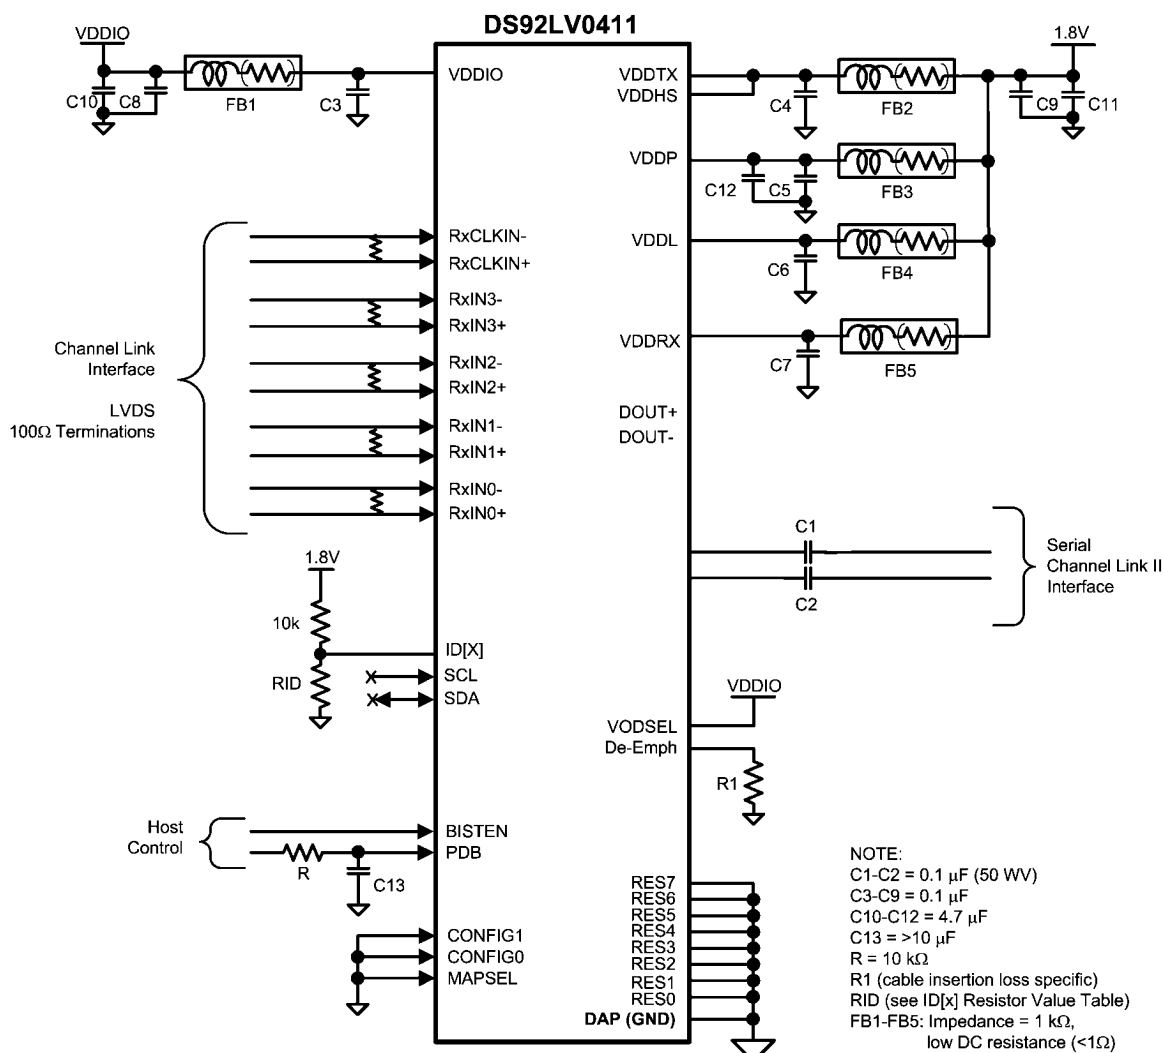 DS92LV0411
VDDIO
C10
C8
FB1
C3
VDDIO
VDDTX
VDDHS
C4
FB2
1.8V
C9
C11
VDDP
C12
C5
FB3
VDDL
C6
FB4
VDDRX
C7
FB5
Channel Link
Interface
LVDS
100Ω Terminations
RxCLKIN-
RxCLKIN+
RxIN3-
RxIN3+
RxIN2-
RxIN2+
RxIN1-
RxIN1+
RxIN0-
RxIN0+
DOUT+
DOUT-
C1
C2
Serial
Channel Link II
Interface
1.8V
10k
RID
ID[X]
SCL
SDA
VDDIO
VODSEL
De-Emph
R1
Host
Control
R
C13
BISTEN
PDB
CONFIG1
CONFIG0
MAPSEL
RES7
RES6
RES5
RES4
RES3
RES2
RES1
RES0
DAP (GND)
NOTE:
C1-C2 = 0.1 μF (50 WV)
C3-C9 = 0.1 μF
C10-C12 = 4.7 μF
C13 = >10 μF
R = 10 kΩ
R1 (cable insertion loss specific)
RID (see ID[x] Resistor Value Table)
FB1-FB5: Impedance = 1 kΩ,
low DC resistance (<1Ω)